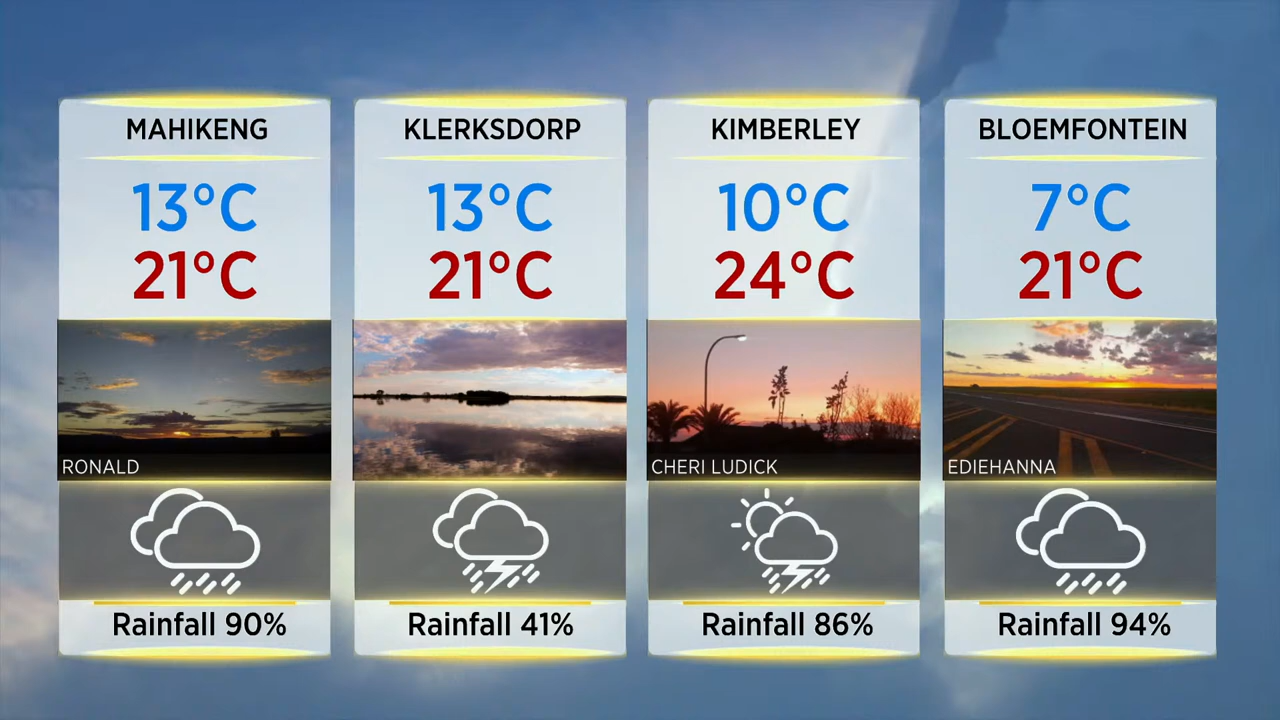 MAHIKENG
13°C
21°C
RONALD
Rainfall 90%
KLERKSDORP
13°C
21°C
Rainfall 41%
KIMBERLEY
10°C
24°C
CHERI LUDICK
Rainfall 86%
BLOEMFONTEIN
7°C
21°C
EDIEHANNA
Rainfall 94%